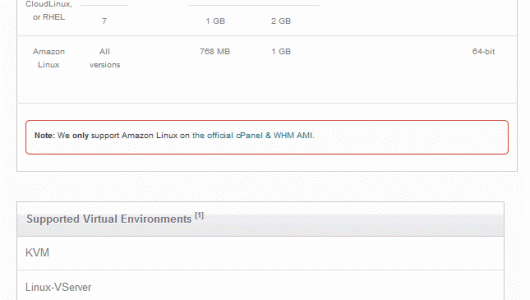 CloudLinux,
or RHEL 7 1 GB 2 GB
Amazon All 768 MB 1 GB 64-bit
Linux versions
Note: We only support Amazon Linux on the official cPanel & WHM AMI.
Supported Virtual Environments [1]
KVM
Linux-VServer